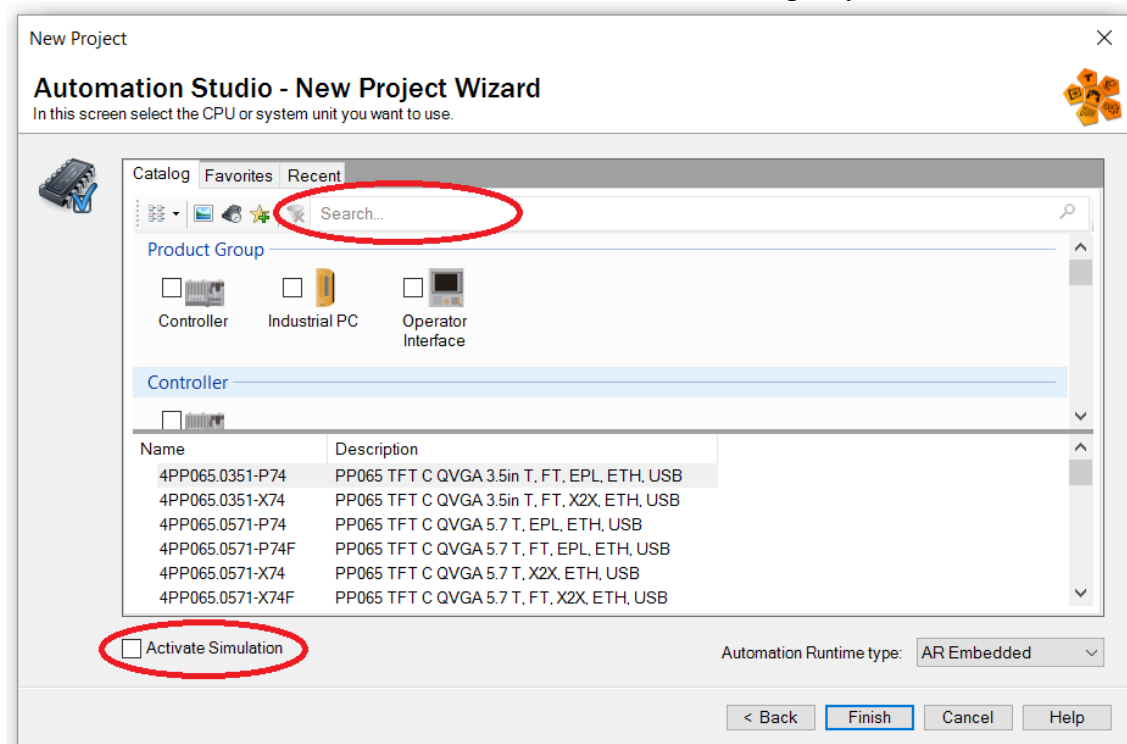 New Project
Automation Studio - New Project Wizard
In this screen select the CPU or system unit you want to use.
Catalog Favorites Recent
Search...
Product Group
Controller Industrial PC Operator
Interface
Controller
Name Description
4PP065.0351-P74 PP065 TFT C QVGA 3.5in T, FT, EPL, ETH, USB
4PP065.0351-X74 PP065 TFT C QVGA 3.5in T, FT, X2X, ETH, USB
4PP065.0571-P74 PP065 TFT C QVGA 5.7 T, EPL, ETH, USB
4PP065.0571-P74F PP065 TFT C QVGA 5.7 T, FT, EPL, ETH, USB
4PP065.0571-X74 PP065 TFT C QVGA 5.7 T, X2X, ETH, USB
4PP065.0571-X74F PP065 TFT C QVGA 5.7 T, FT, X2X, ETH, USB
Activate Simulation
Automation Runtime type: AR Embedded
< Back Finish Cancel Help